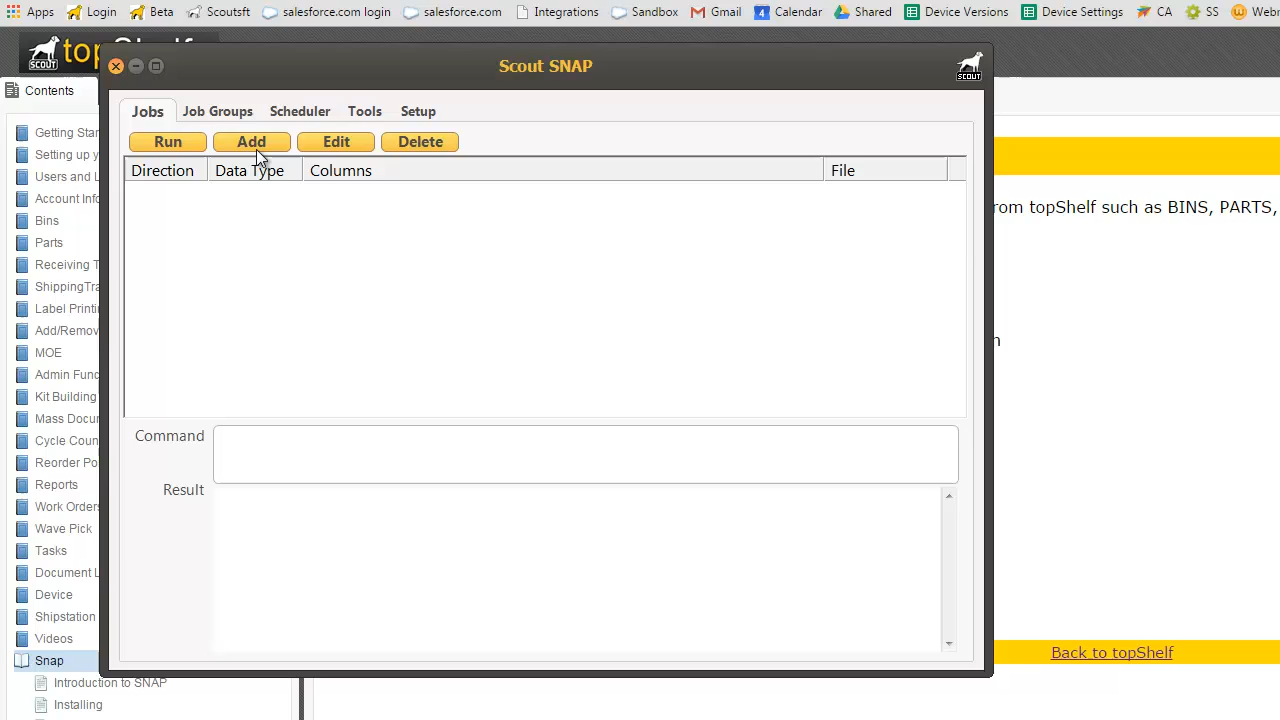 Apps Login Beta Scoutsft salesforce.com login salesforce.com Integrations Sandbox Gmail Calendar Shared Device Versions Device Settings CA SS
SCOUT
Scout SNAP
SCOUT
Contents
Jobs Job Groups Scheduler Tools Setup
Run Add Edit Delete
Direction Data Type Columns File
Getting Star
Setting up y
Users and L
Account Info
Bins
rom topShelf such as BINS, PARTS,
Parts
Receiving T
ShippingTra
Label Printi
Add/Remov
MOE
Admin Func
Kit Building
Mass Docu
Command
Cycle Coun
Reorder Po
Reports
Result
Work Orders
Wave Pick
Tasks
Document L
Device
Shipstation
Videos
Snap
Back to topShelf
Introduction to SNAP
Installing